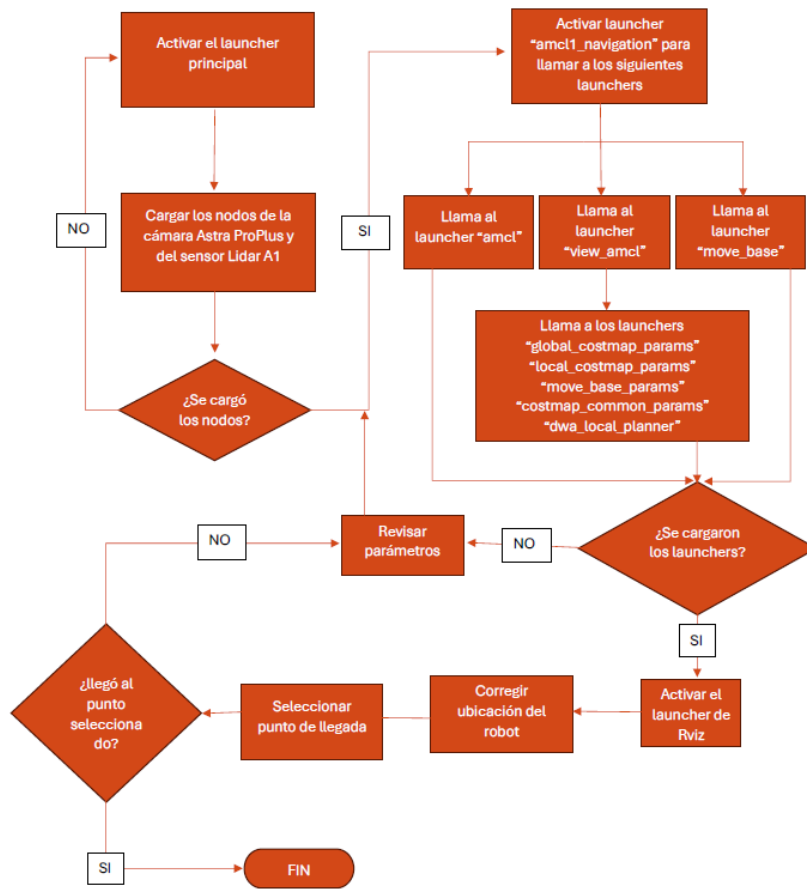 Activar el launcher
principal
Cargar los nodos de la
cámara Astra ProPlus y
del sensor Lidar A1
¿Se cargó
los nodos?
NO
SI
Activar launcher
“amcl1_navigation” para
llamar a los siguientes
launchers
Llama al
launcher “amcl”
Llama al
launcher
“view_amcl”
Llama al
launcher
“move_base”
Llama a los launchers
“global_costmap_params”
“local_costmap_params”
“move_base_params”
“costmap_common_params”
“dwa_local_planner”
¿Se cargaron
los launchers?
NO
Revisar
parámetros
NO
SI
Activar el
launcher de
Rviz
Corregir
ubicación del
robot
Seleccionar
punto de llegada
¿llegó al
punto
selecciona
do?
SI
FIN